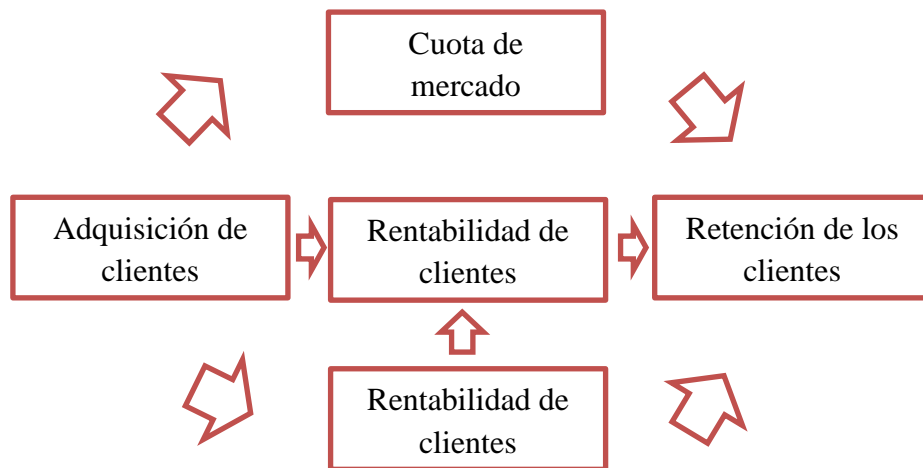 Cuota de
mercado
Adquisición de
clientes
Rentabilidad de
clientes
Retención de los
clientes
Rentabilidad de
clientes